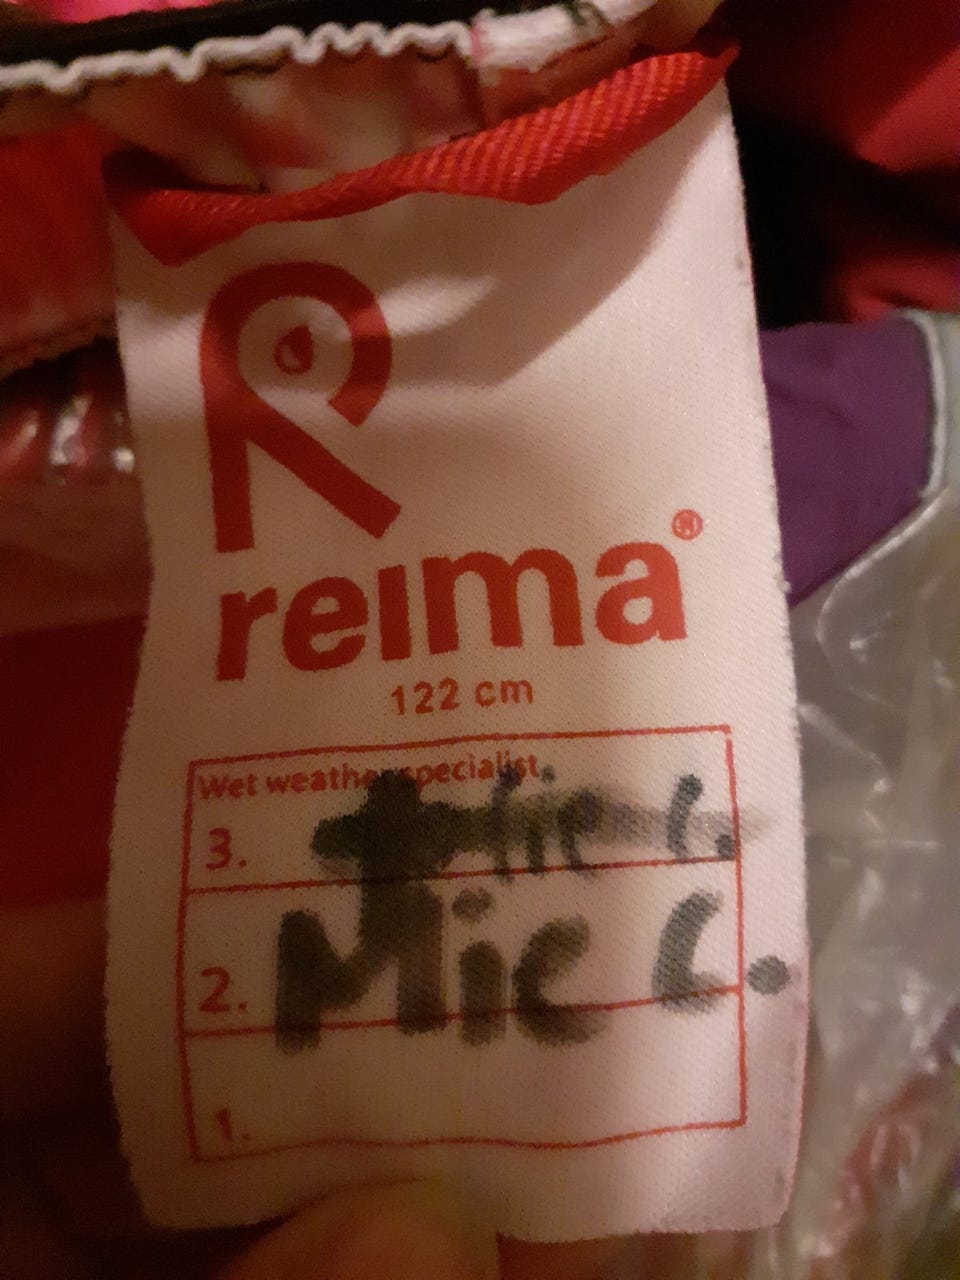 R
reima®
122 cm
Wet weather specialist
3. C.
2. Mie C.
1.